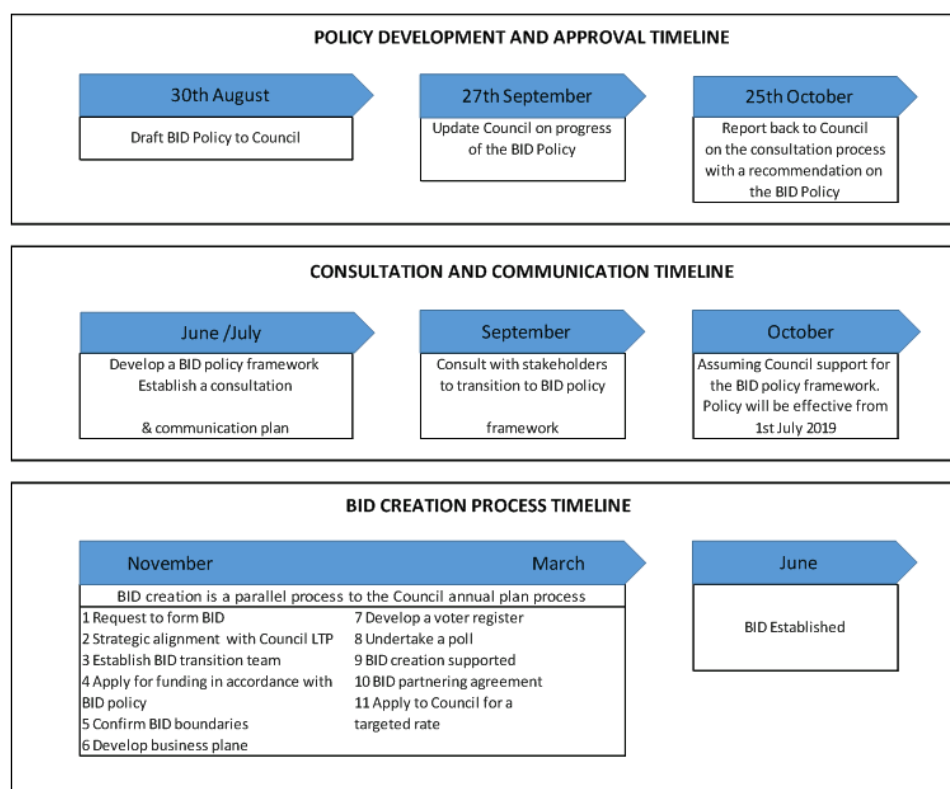 POLICY DEVELOPMENT AND APPROVAL TIMELINE
30th August
Draft BID Policy to Council
27th September
Update Council on progress
of the BID Policy
25th October
Report back to Council
on the consultation process
with a recommendation on
the BID Policy
CONSULTATION AND COMMUNICATION TIMELINE
June /July
Develop a BID policy framework
Establish a consultation
& communication plan
September
Consult with stakeholders
to transition to BID policy
framework
October
Assuming Council support for
the BID policy framework.
Policy will be effective from
1st July 2019
BID CREATION PROCESS TIMELINE
November March
BID creation is a parallel process to the Council annual plan process
1 Request to form BID
2 Strategic alignment with Council LTP
3 Establish BID transition team
4 Apply for funding in accordance with
BID policy
5 Confirm BID boundaries
6 Develop business plane
7 Develop a voter register
8 Undertake a poll
9 BID creation supported
10 BID partnering agreement
11 Apply to Council for a
targeted rate
June
BID Established